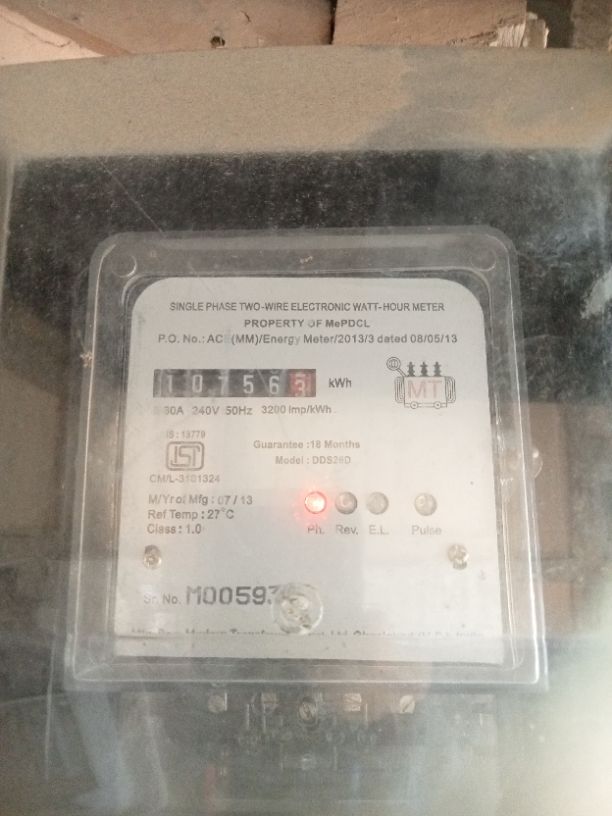 SINGLE PHASE TWO-WIRE ELECTRONIC WATT-HOUR METER
PROPERTY OF MePDCL
P.O. No.: (MM)/Energy Meter/2013/3 dated 08/05/13
107563 kWh
MT
240V 50Hz 3200 Imp/kWh
IS : 13779
ISI
CM/L-3101324
Guarantee :18 Months
Model : DDS26D
M/Yr of Mfg : 07 / 13
Ref Temp : 27°C
Class : 1.0
Ph. Rev. E.L. Pulse
Sr. No.